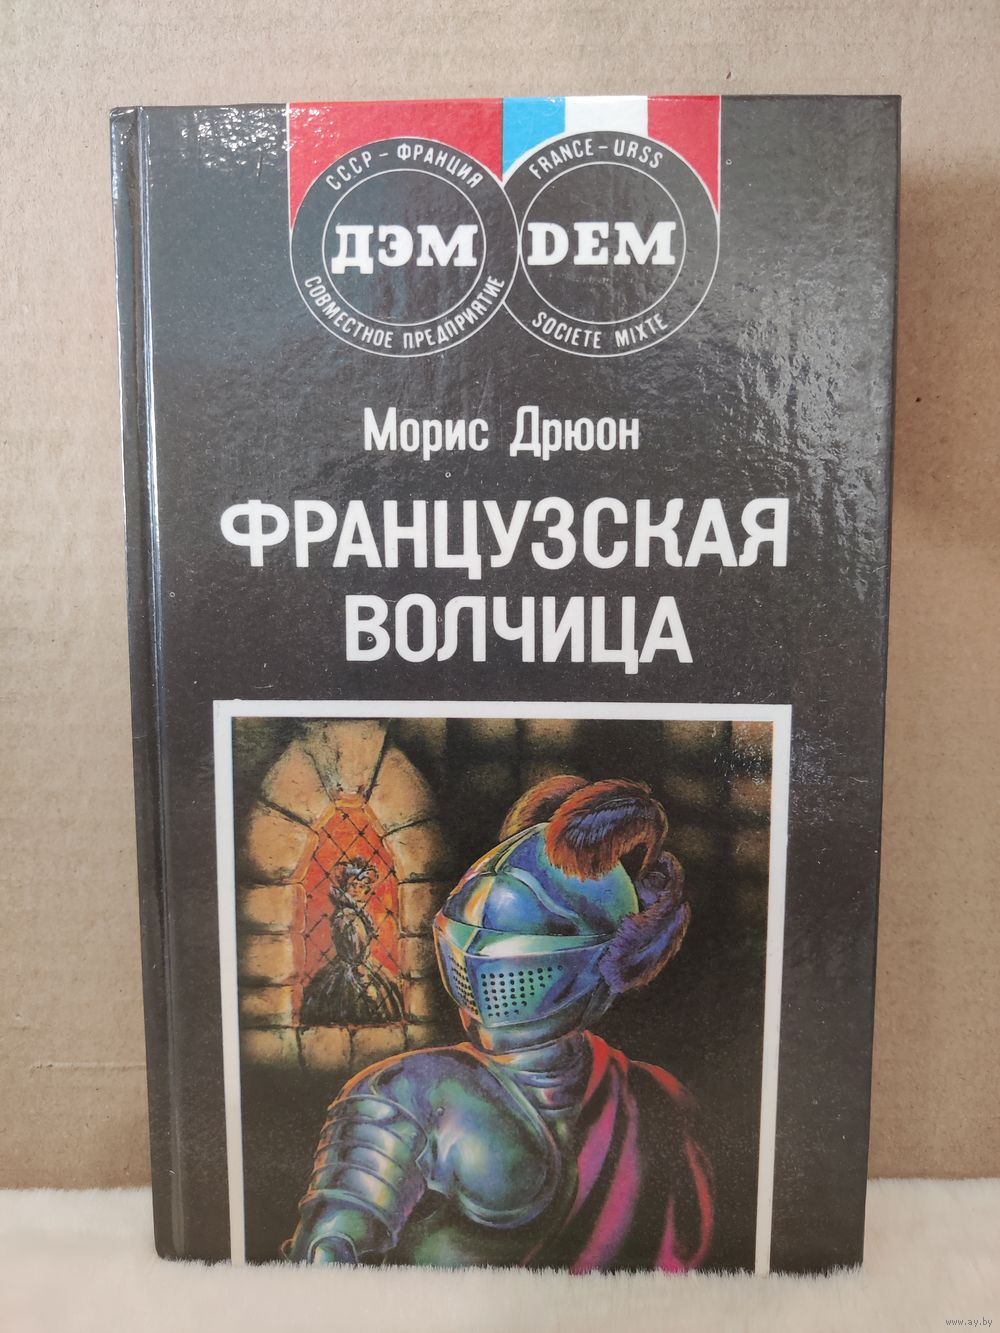 СССР - ФРАНЦИЯ
ДЭМ
СОВМЕСТНОЕ ПРЕДПРИЯТИЕ
FRANCE - URSS
DEM
SOCIETE MIXTE
Морис Дрюон
ФРАНЦУЗСКАЯ
ВОЛЧИЦА
www.ay.by